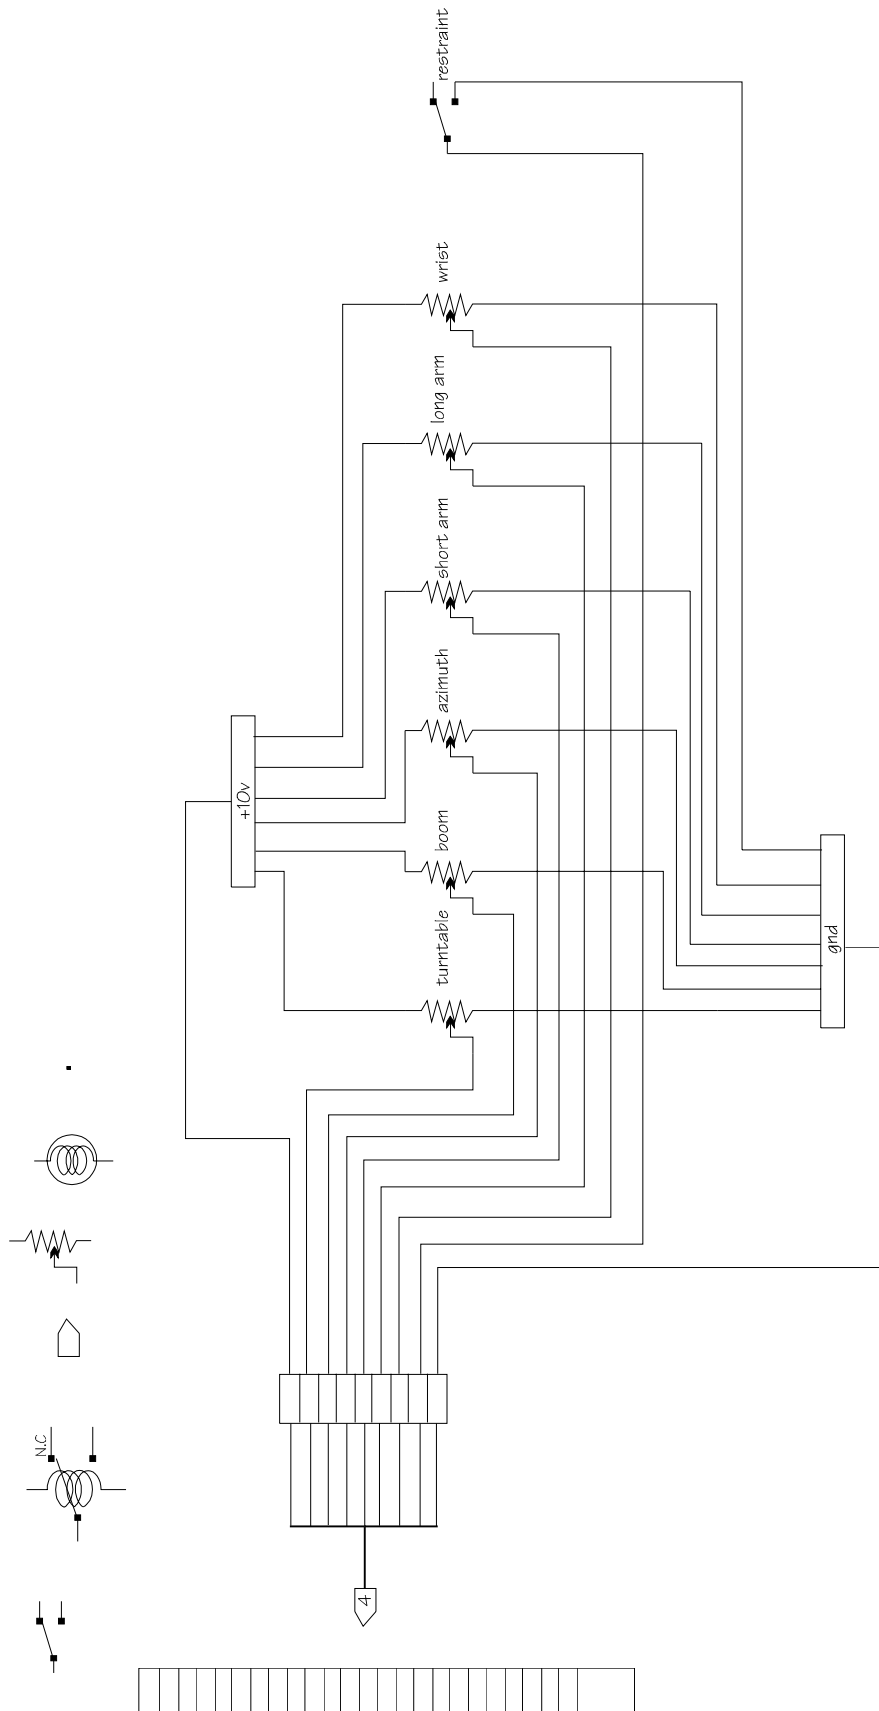 restraint
wrist
long arm
short arm
azimuth
+10v
boom
turntable
gnd
N.C
4